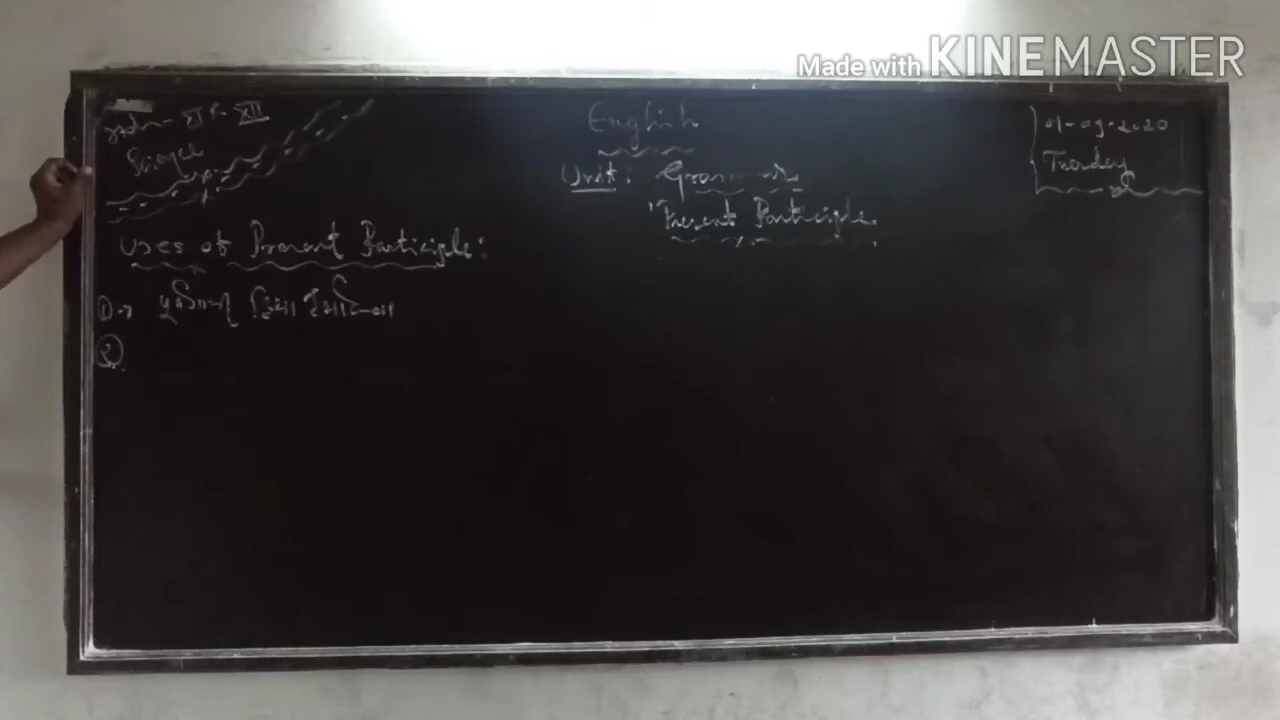 Made with KINEMASTER
XI & XII
Science
English
Unit: Grammar
Present Participle
01-09-2020
Tuesday
Uses of Present Participle:
①→
②.